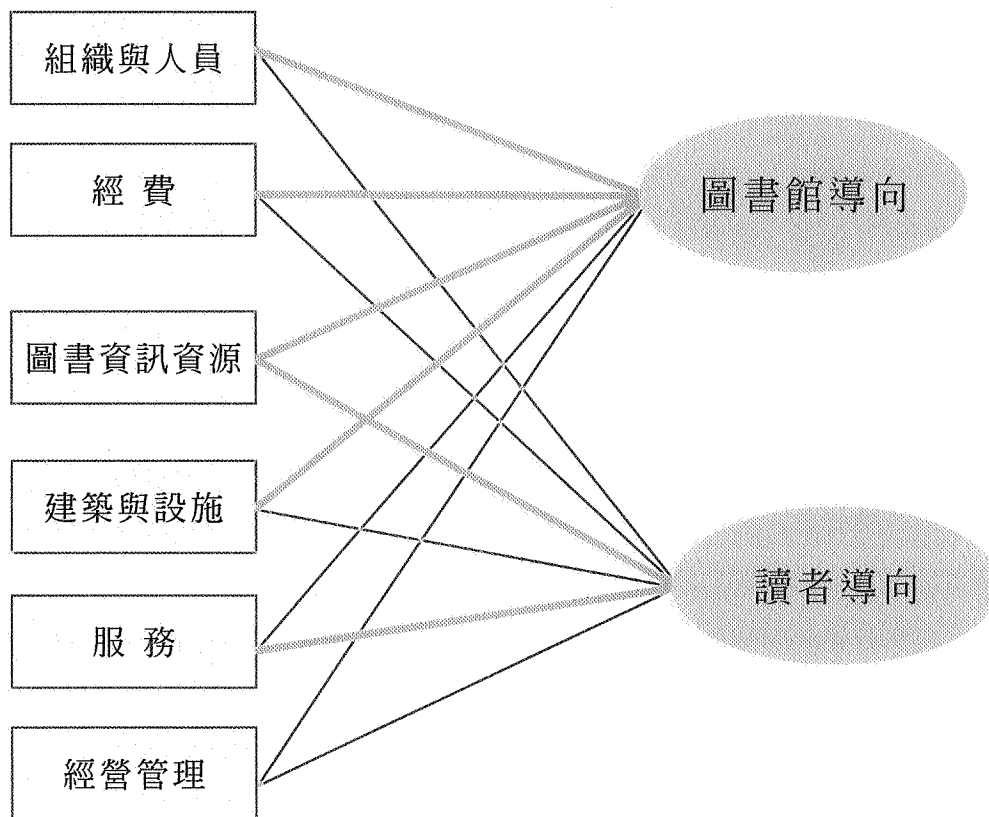 組織與人員
經 費
圖書資訊資源
建築與設施
服 務
經營管理
圖書館導向
讀者導向